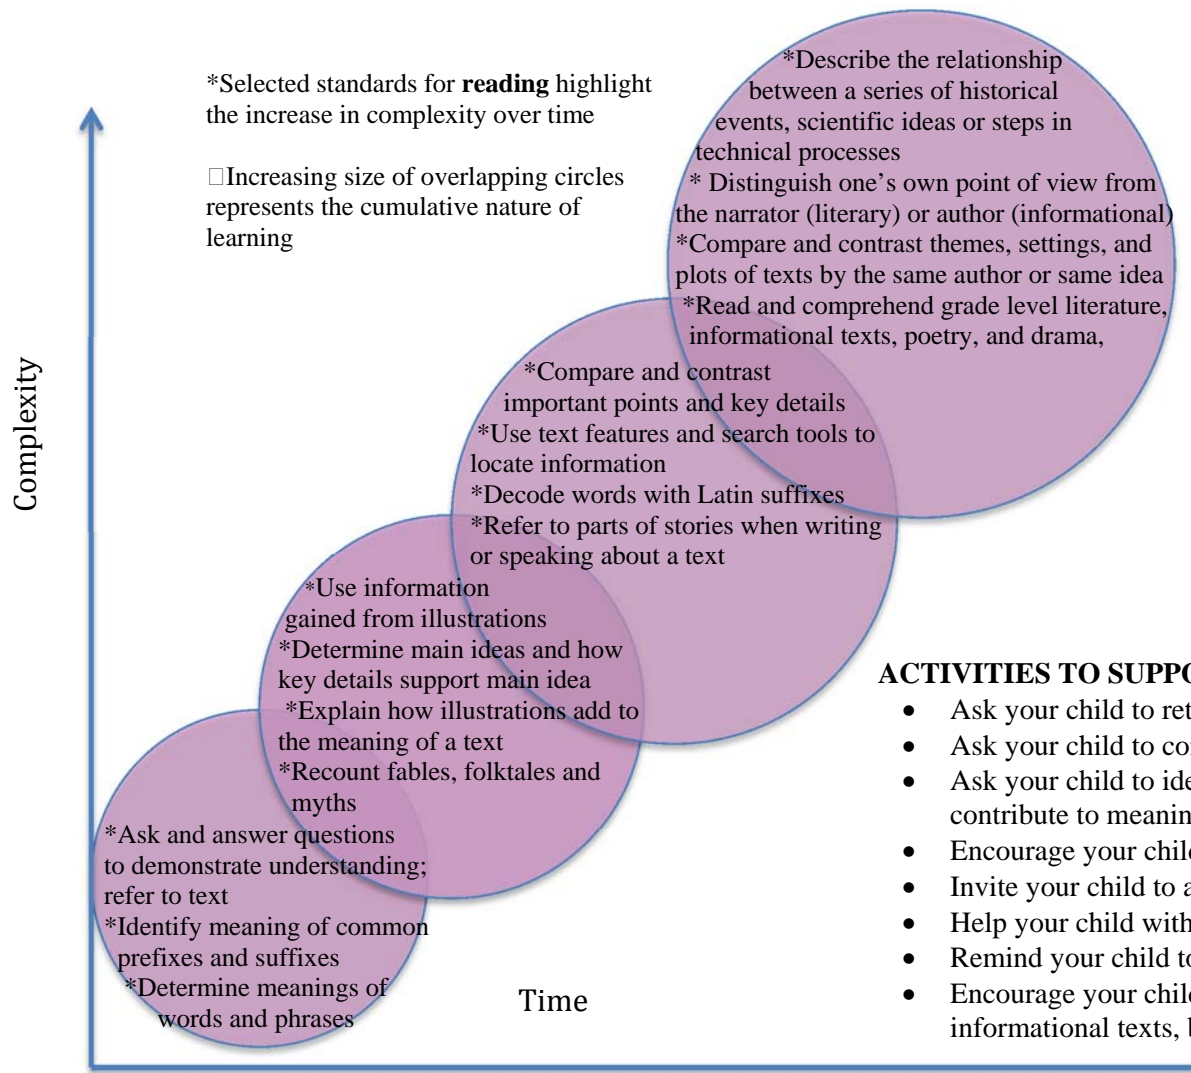 *Selected standards for reading highlight
the increase in complexity over time
□Increasing size of overlapping circles
represents the cumulative nature of
learning
*Describe the relationship
between a series of historical
events, scientific ideas or steps in
technical processes
* Distinguish one’s own point of view from
the narrator (literary) or author (informational)
*Compare and contrast themes, settings, and
plots of texts by the same author or same idea
*Read and comprehend grade level literature,
informational texts, poetry, and drama,
Complexity
*Compare and contrast
important points and key details
*Use text features and search tools to
locate information
*Decode words with Latin suffixes
*Refer to parts of stories when writing
or speaking about a text
*Use information
gained from illustrations
*Determine main ideas and how
key details support main idea
*Explain how illustrations add to
the meaning of a text
*Recount fables, folktales and
myths
*Ask and answer questions
to demonstrate understanding;
refer to text
*Identify meaning of common
prefixes and suffixes
*Determine meanings of
words and phrases
Time
ACTIVITIES TO
• Ask your child to
• Ask your child to
• Ask your child to
contribute to
• Encourage your
• Invite your child to
• Help your child
• Remind your child
• Encourage your
informational texts,